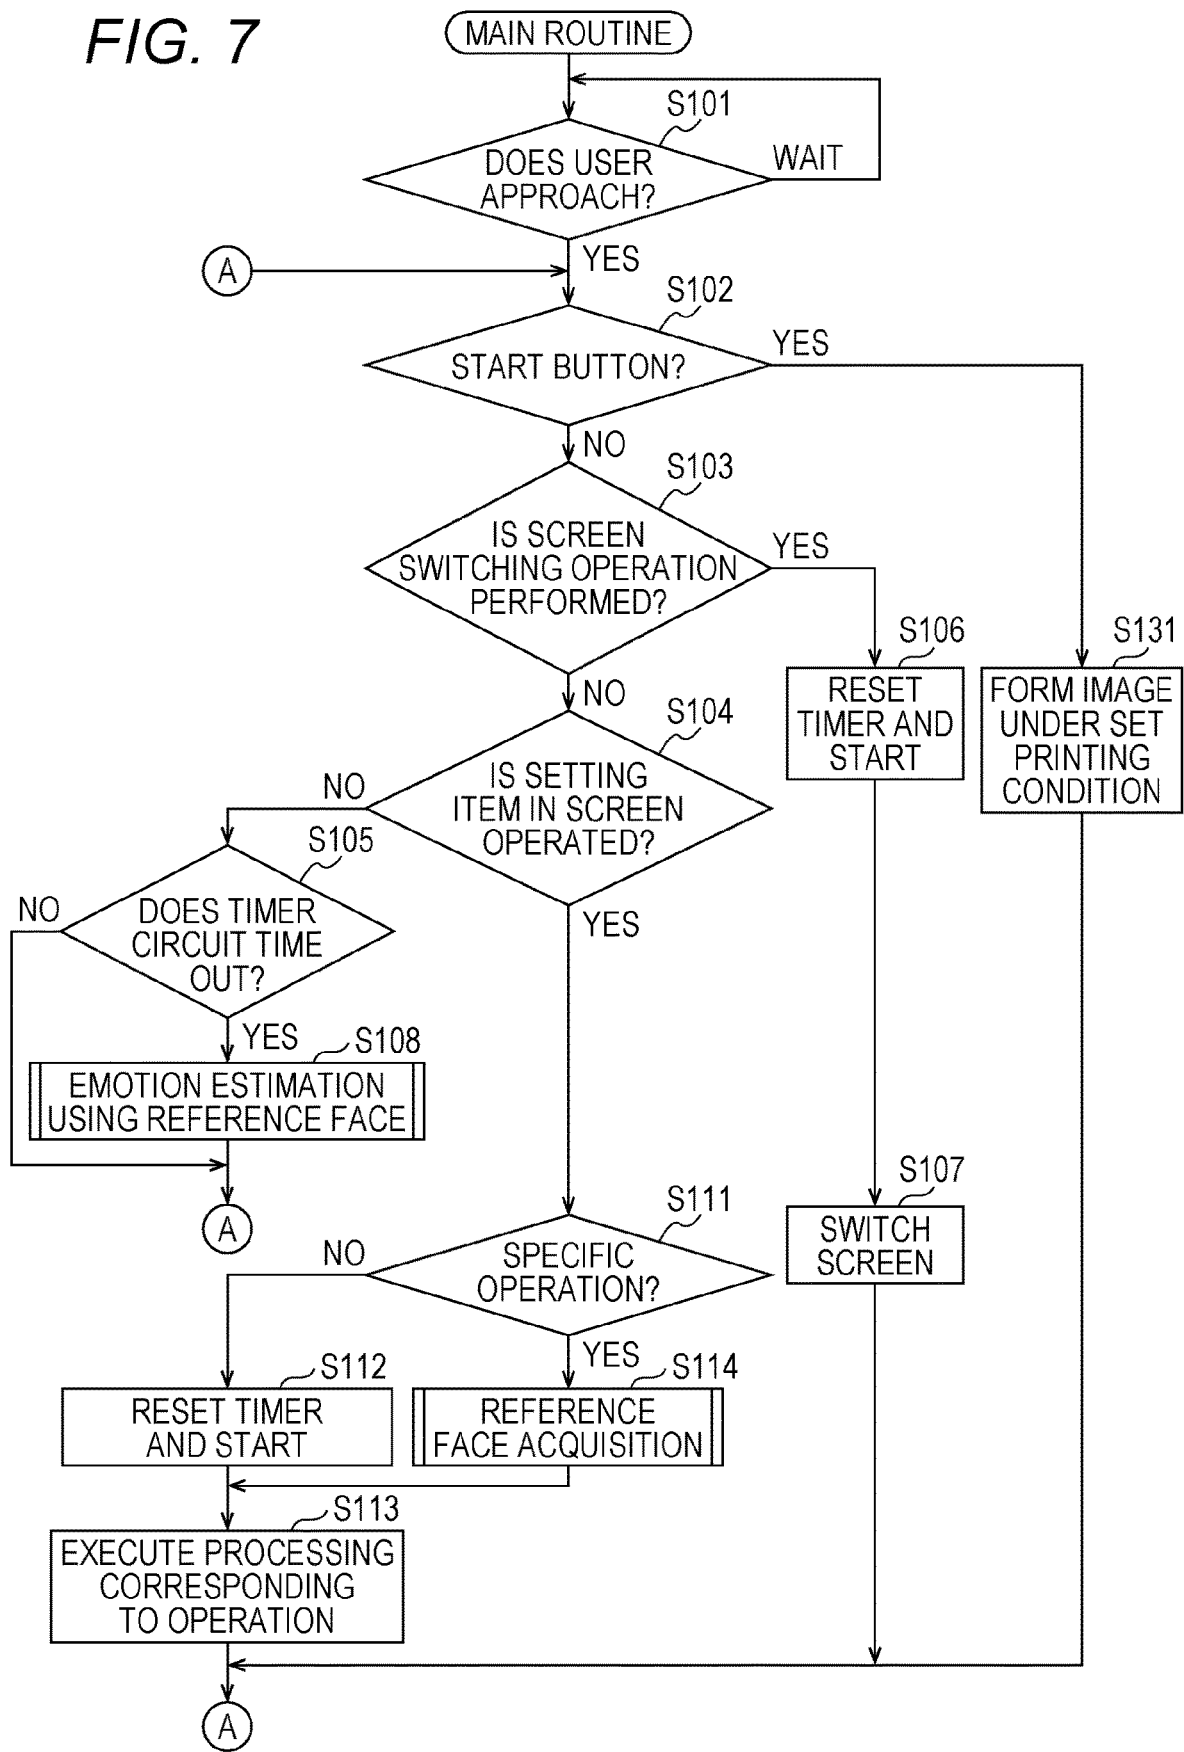 FIG. 7
MAIN ROUTINE
S101
DOES USER
APPROACH?
WAIT
YES
A
S102
START BUTTON?
YES
NO
S103
IS SCREEN
SWITCHING OPERATION
PERFORMED?
YES
NO
S106
RESET
TIMER AND
START
S131
FORM IMAGE
UNDER SET
PRINTING
CONDITION
S104
IS SETTING
ITEM IN SCREEN
OPERATED?
NO
YES
S105
DOES TIMER
CIRCUIT TIME
OUT?
NO
YES
S108
EMOTION ESTIMATION
USING REFERENCE FACE
A
S107
SWITCH
SCREEN
S111
SPECIFIC
OPERATION?
NO
YES
S112
RESET TIMER
AND START
S114
REFERENCE
FACE ACQUISITION
S113
EXECUTE PROCESSING
CORRESPONDING
TO OPERATION
A